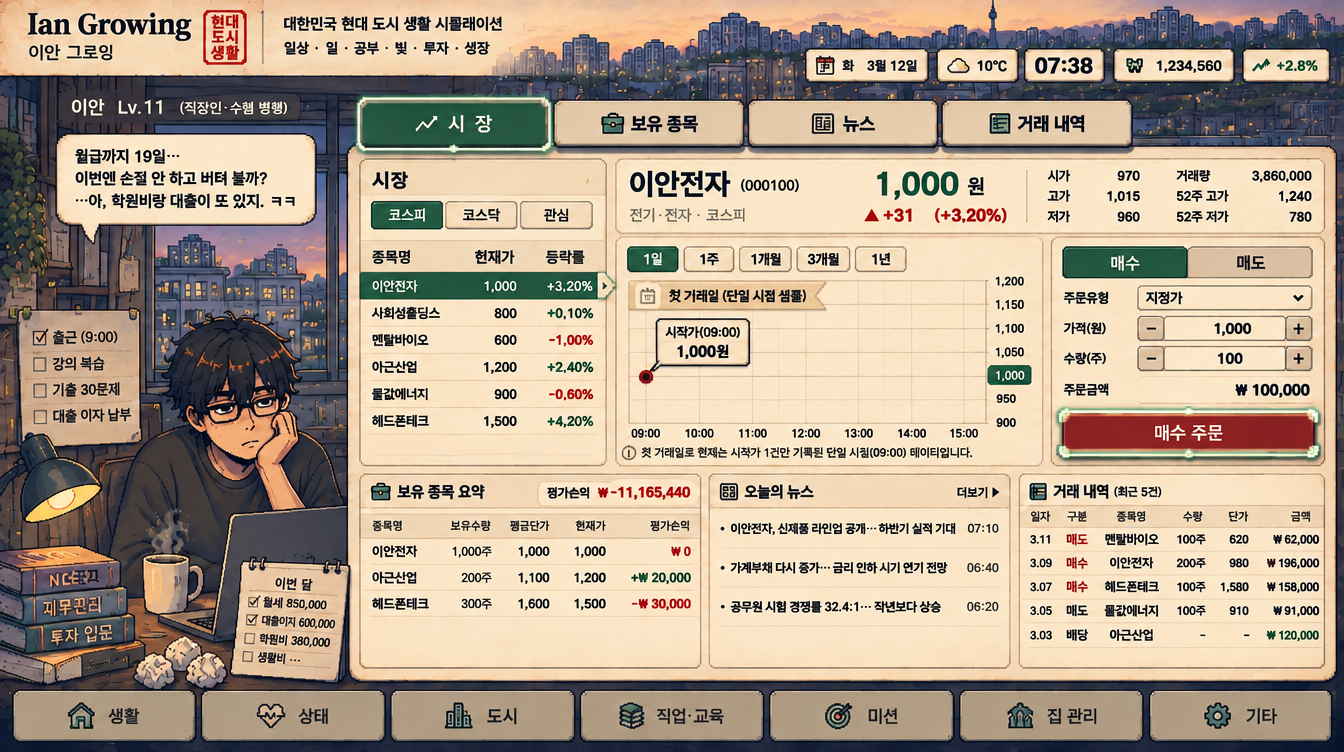 Ian Growing
이안 그로잉
현대
도시
생활
대한민국 현대 도시 생활 시뮬레이션
일상 · 일 · 공부 · 빚 · 투자 · 생장
화 3월 12일
10℃
07:38
₩ 1,234,560
+2.8%
이안 Lv.11 (직장인·수험 병행)
월급까지 19일…
이번엔 손절 안 하고 버텨 볼까?
…아, 학원비랑 대출이 또 있지. ㅋㅋ
출근 (9:00)
강의 복습
기출 30문제
대출 이자 납부
재무관리
투자 입문
이번 달
월세 850,000
대출이자 600,000
학원비 380,000
생활비 …
시 장
보유 종목
뉴스
거래 내역
시장
코스피 코스닥 관심
종목명 현재가 등락률
이안전자 1,000 +3,20%
사회성홀딩스 800 +0,10%
멘탈바이오 600 -1,00%
아근산업 1,200 +2,40%
물값에너지 900 -0,60%
헤드폰테크 1,500 +4,20%
이안전자 (000100)
전기·전자 · 코스피
1,000 원
▲+31 (+3,20%)
시가 970 거래량 3,860,000
고가 1,015 52주 고가 1,240
저가 960 52주 저가 780
1일 1주 1개월 3개월 1년
첫 거래일 (단일 시점 샘플)
시작가(09:00)
1,000원
1,200
1,150
1,100
1,050
1,000
950
900
09:00 10:00 11:00 12:00 13:00 14:00 15:00
첫 거래일로 현제는 시작가 1건만 기록된 단일 시점(09:00) 데이터입니다.
매수 매도
주문유형 지정가
가격(원) − 1,000 +
수량(주) − 100 +
주문금액 ₩ 100,000
매수 주문
보유 종목 요약 평가손익 ₩-11,165,440
종목명 보유수량 평금단가 현재가 평가손익
이안전자 1,000주 1,000 1,000 ₩ 0
아근산업 200주 1,100 1,200 +₩ 20,000
헤드폰테크 300주 1,600 1,500 -₩ 30,000
오늘의 뉴스 더보기 ▶
• 이안전자, 신제품 라인업 공개… 하반기 실적 기대 07:10
• 가계부채 다시 증가… 금리 인하 시기 연기 전망 06:40
• 공무원 시험 경쟁률 32.4:1… 작년보다 상승 06:20
거래 내역 (최근 5건)
일자 구분 종목명 수량 단가 금액
3.11 매도 멘탈바이오 100주 620 ₩ 62,000
3.09 매수 이안전자 200주 980 ₩ 196,000
3.07 매수 헤드폰테크 100주 1,580 ₩ 158,000
3.05 매도 물값에너지 100주 910 ₩ 91,000
3.03 배당 아근산업 - - ₩ 120,000
생활
상태
도시
직업·교육
미션
집 관리
기타